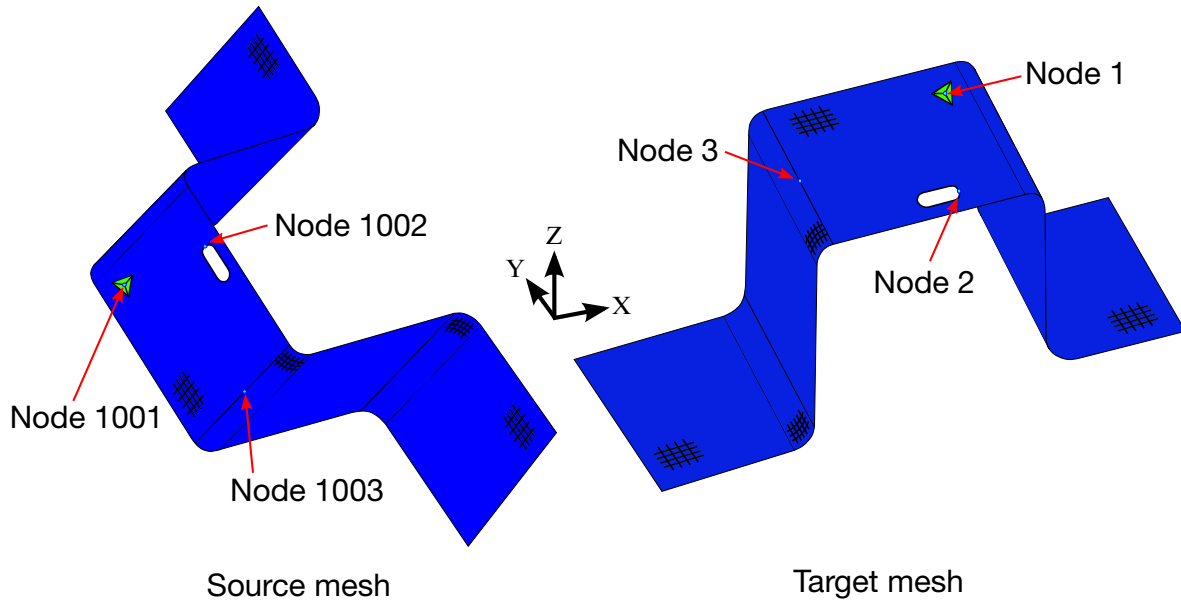 Node 1
Node 3
Node 1002
Z
Y
X
Node 2
Node 1001
Node 1003
Source mesh
Target mesh